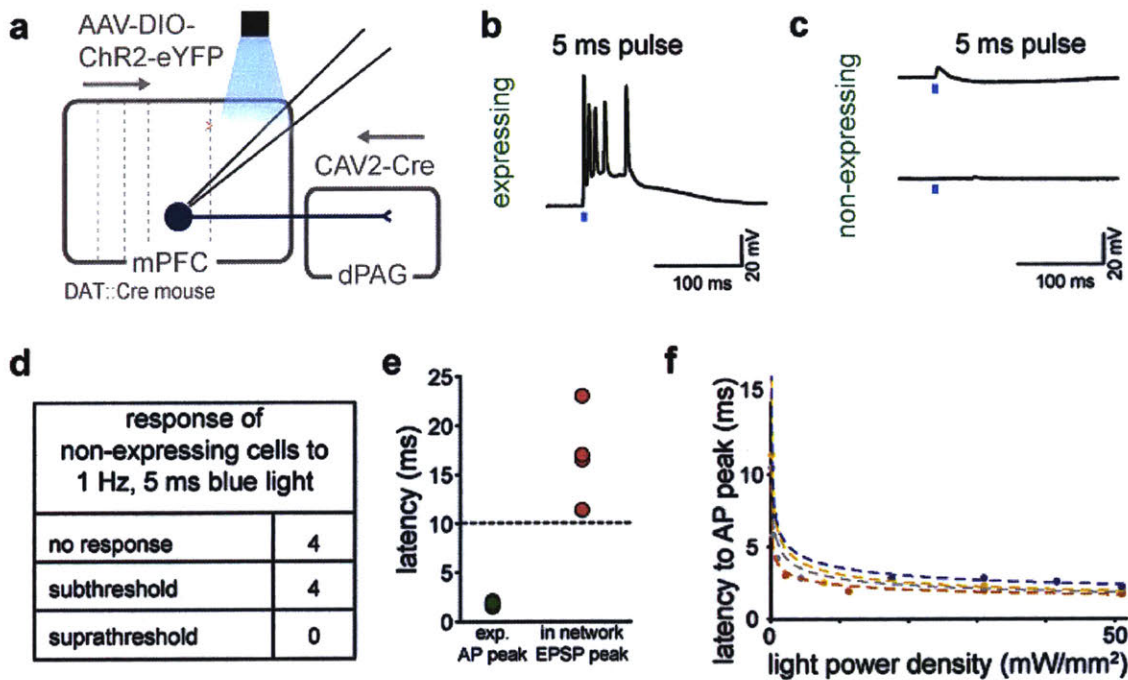 a
AAV-DIO-
ChR2-eYFP
CAV2-Cre
mPFC
dPAG
DAT::Cre mouse
b
5 ms pulse
expressing
20 mV
100 ms
c
5 ms pulse
non-expressing
20 mV
100 ms
d
response of
non-expressing cells to
1 Hz, 5 ms blue light
no response 4
subthreshold 4
suprathreshold 0
e
latency (ms)
25
20
15
10
5
0
exp.
AP peak
in network
EPSP peak
f
latency to AP peak (ms)
15
10
5
0
0
50
light power density (mW/mm²)